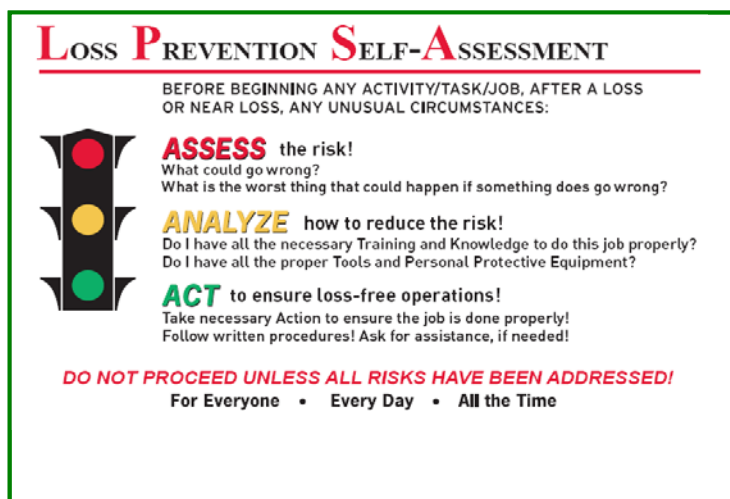 LOSS PREVENTION SELF-ASSESSMENT
BEFORE BEGINNING ANY ACTIVITY/TASK/JOB, AFTER A LOSS
OR NEAR LOSS, ANY UNUSUAL CIRCUMSTANCES:
ASSESS the risk!
What could go wrong?
What is the worst thing that could happen if something does go wrong?
ANALYZE how to reduce the risk!
Do I have all the necessary Training and Knowledge to do this job properly?
Do I have all the proper Tools and Personal Protective Equipment?
ACT to ensure loss-free operations!
Take necessary Action to ensure the job is done properly!
Follow written procedures! Ask for assistance, if needed!
DO NOT PROCEED UNLESS ALL RISKS HAVE BEEN ADDRESSED!
For Everyone • Every Day • All the Time